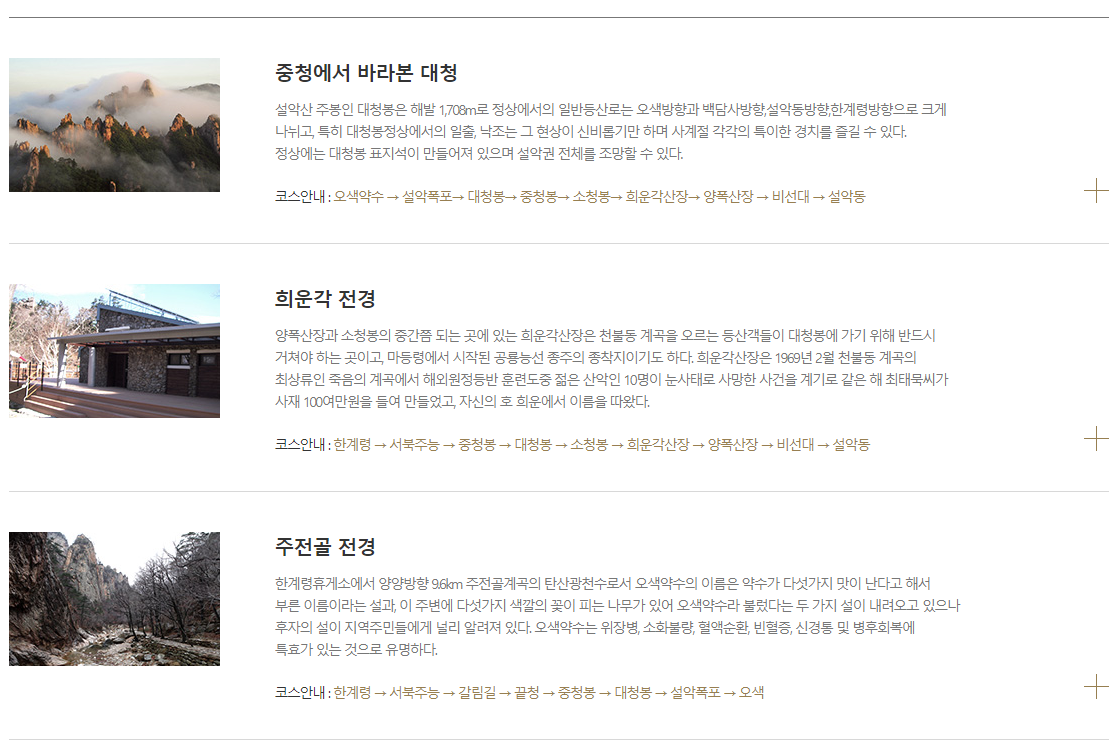 중청에서 바라본 대청
설악산 주봉인 대청봉은 해발 1,708m로 정상에서의 일반등산로는 오색방향과 백담사방향,설악동방향,한계령방향으로 크게
나뉘고, 특히 대청봉정상에서의 일출, 낙조는 그 현상이 신비롭기만 하며 사계절 각각의 특이한 경치를 즐길 수 있다.
정상에는 대청봉 표지석이 만들어져 있으며 설악권 전체를 조망할 수 있다.
코스안내 : 오색약수 → 설악폭포→ 대청봉→ 중청봉→ 소청봉→ 희운각산장→ 양폭산장 → 비선대 → 설악동
희운각 전경
양폭산장과 소청봉의 중간쯤 되는 곳에 있는 희운각산장은 천불동 계곡을 오르는 등산객들이 대청봉에 가기 위해 반드시
거쳐야 하는 곳이고, 마등령에서 시작된 공룡능선 종주의 종착지이기도 하다. 희운각산장은 1969년 2월 천불동 계곡의
최상류인 죽음의 계곡에서 해외원정등반 훈련도중 젊은 산악인 10명이 눈사태로 사망한 사건을 계기로 같은 해 최태묵씨가
사재 100여만원을 들여 만들었고, 자신의 호 희운에서 이름을 따왔다.
코스안내 : 한계령 → 서북주능 → 중청봉 → 대청봉 → 소청봉 → 희운각산장 → 양폭산장 → 비선대 → 설악동
주전골 전경
한계령휴게소에서 양양방향 9.6km 주전골계곡의 탄산광천수로서 오색약수의 이름은 약수가 다섯가지 맛이 난다고 해서
부른 이름이라는 설과, 이 주변에 다섯가지 색깔의 꽃이 피는 나무가 있어 오색약수라 불렀다는 두 가지 설이 내려오고 있으나
후자의 설이 지역주민들에게 널리 알려져 있다. 오색약수는 위장병, 소화불량, 혈액순환, 빈혈증, 신경통 및 병후회복에
특효가 있는 것으로 유명하다.
코스안내 : 한계령 → 서북주능 → 갈림길 → 끝청 → 중청봉 → 대청봉 → 설악폭포 → 오색